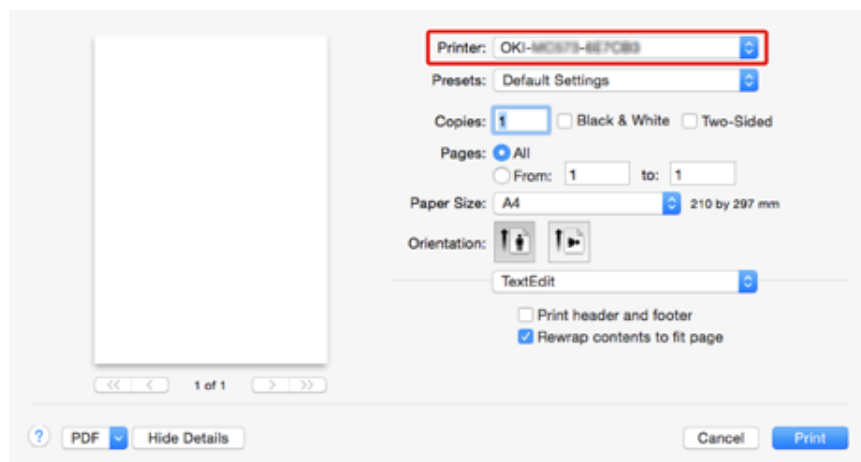 Printer: OKI-
Presets: Default Settings
Copies: 1 Black & White Two-Sided
Pages: All
From: 1 to: 1
Paper Size: A4 210 by 297 mm
Orientation:
TextEdit
Print header and footer
Rewrap contents to fit page
<< < 1 of 1 > >>
? PDF Hide Details Cancel Print